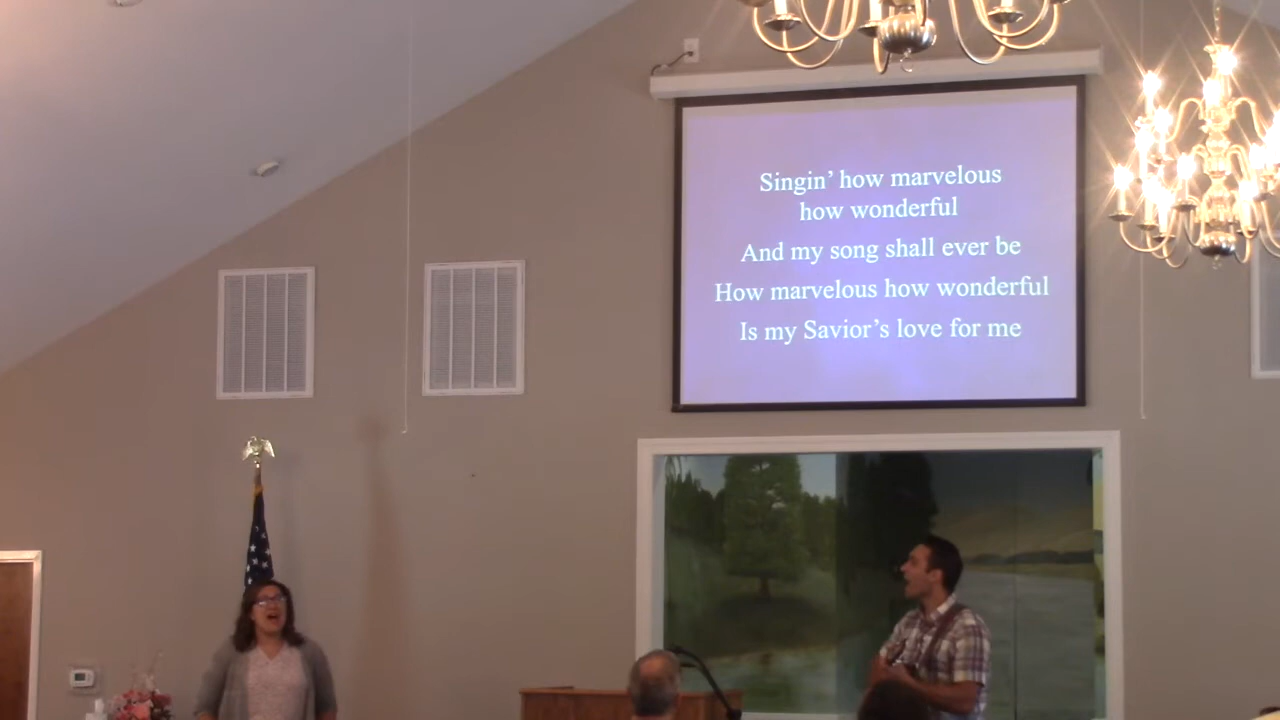 Singin’ how marvelous
how wonderful
And my song shall ever be
How marvelous how wonderful
Is my Savior’s love for me